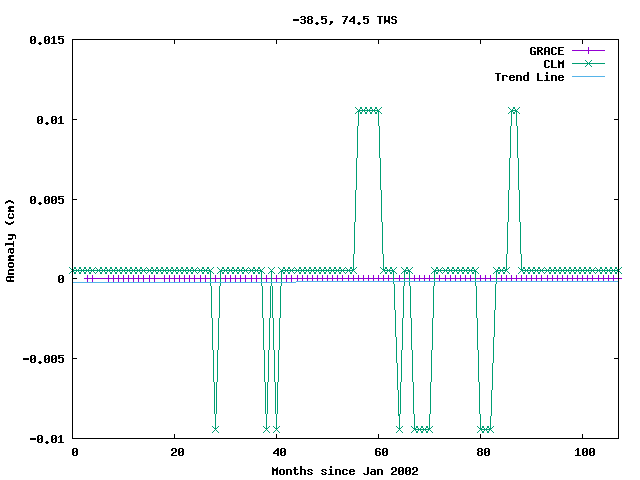 -38.5, 74.5 TWS
GRACE
CLM
Trend Line
0.015
0.01
0.005
0
-0.005
-0.01
Anomaly (cm)
0 20 40 60 80 100
Months since Jan 2002